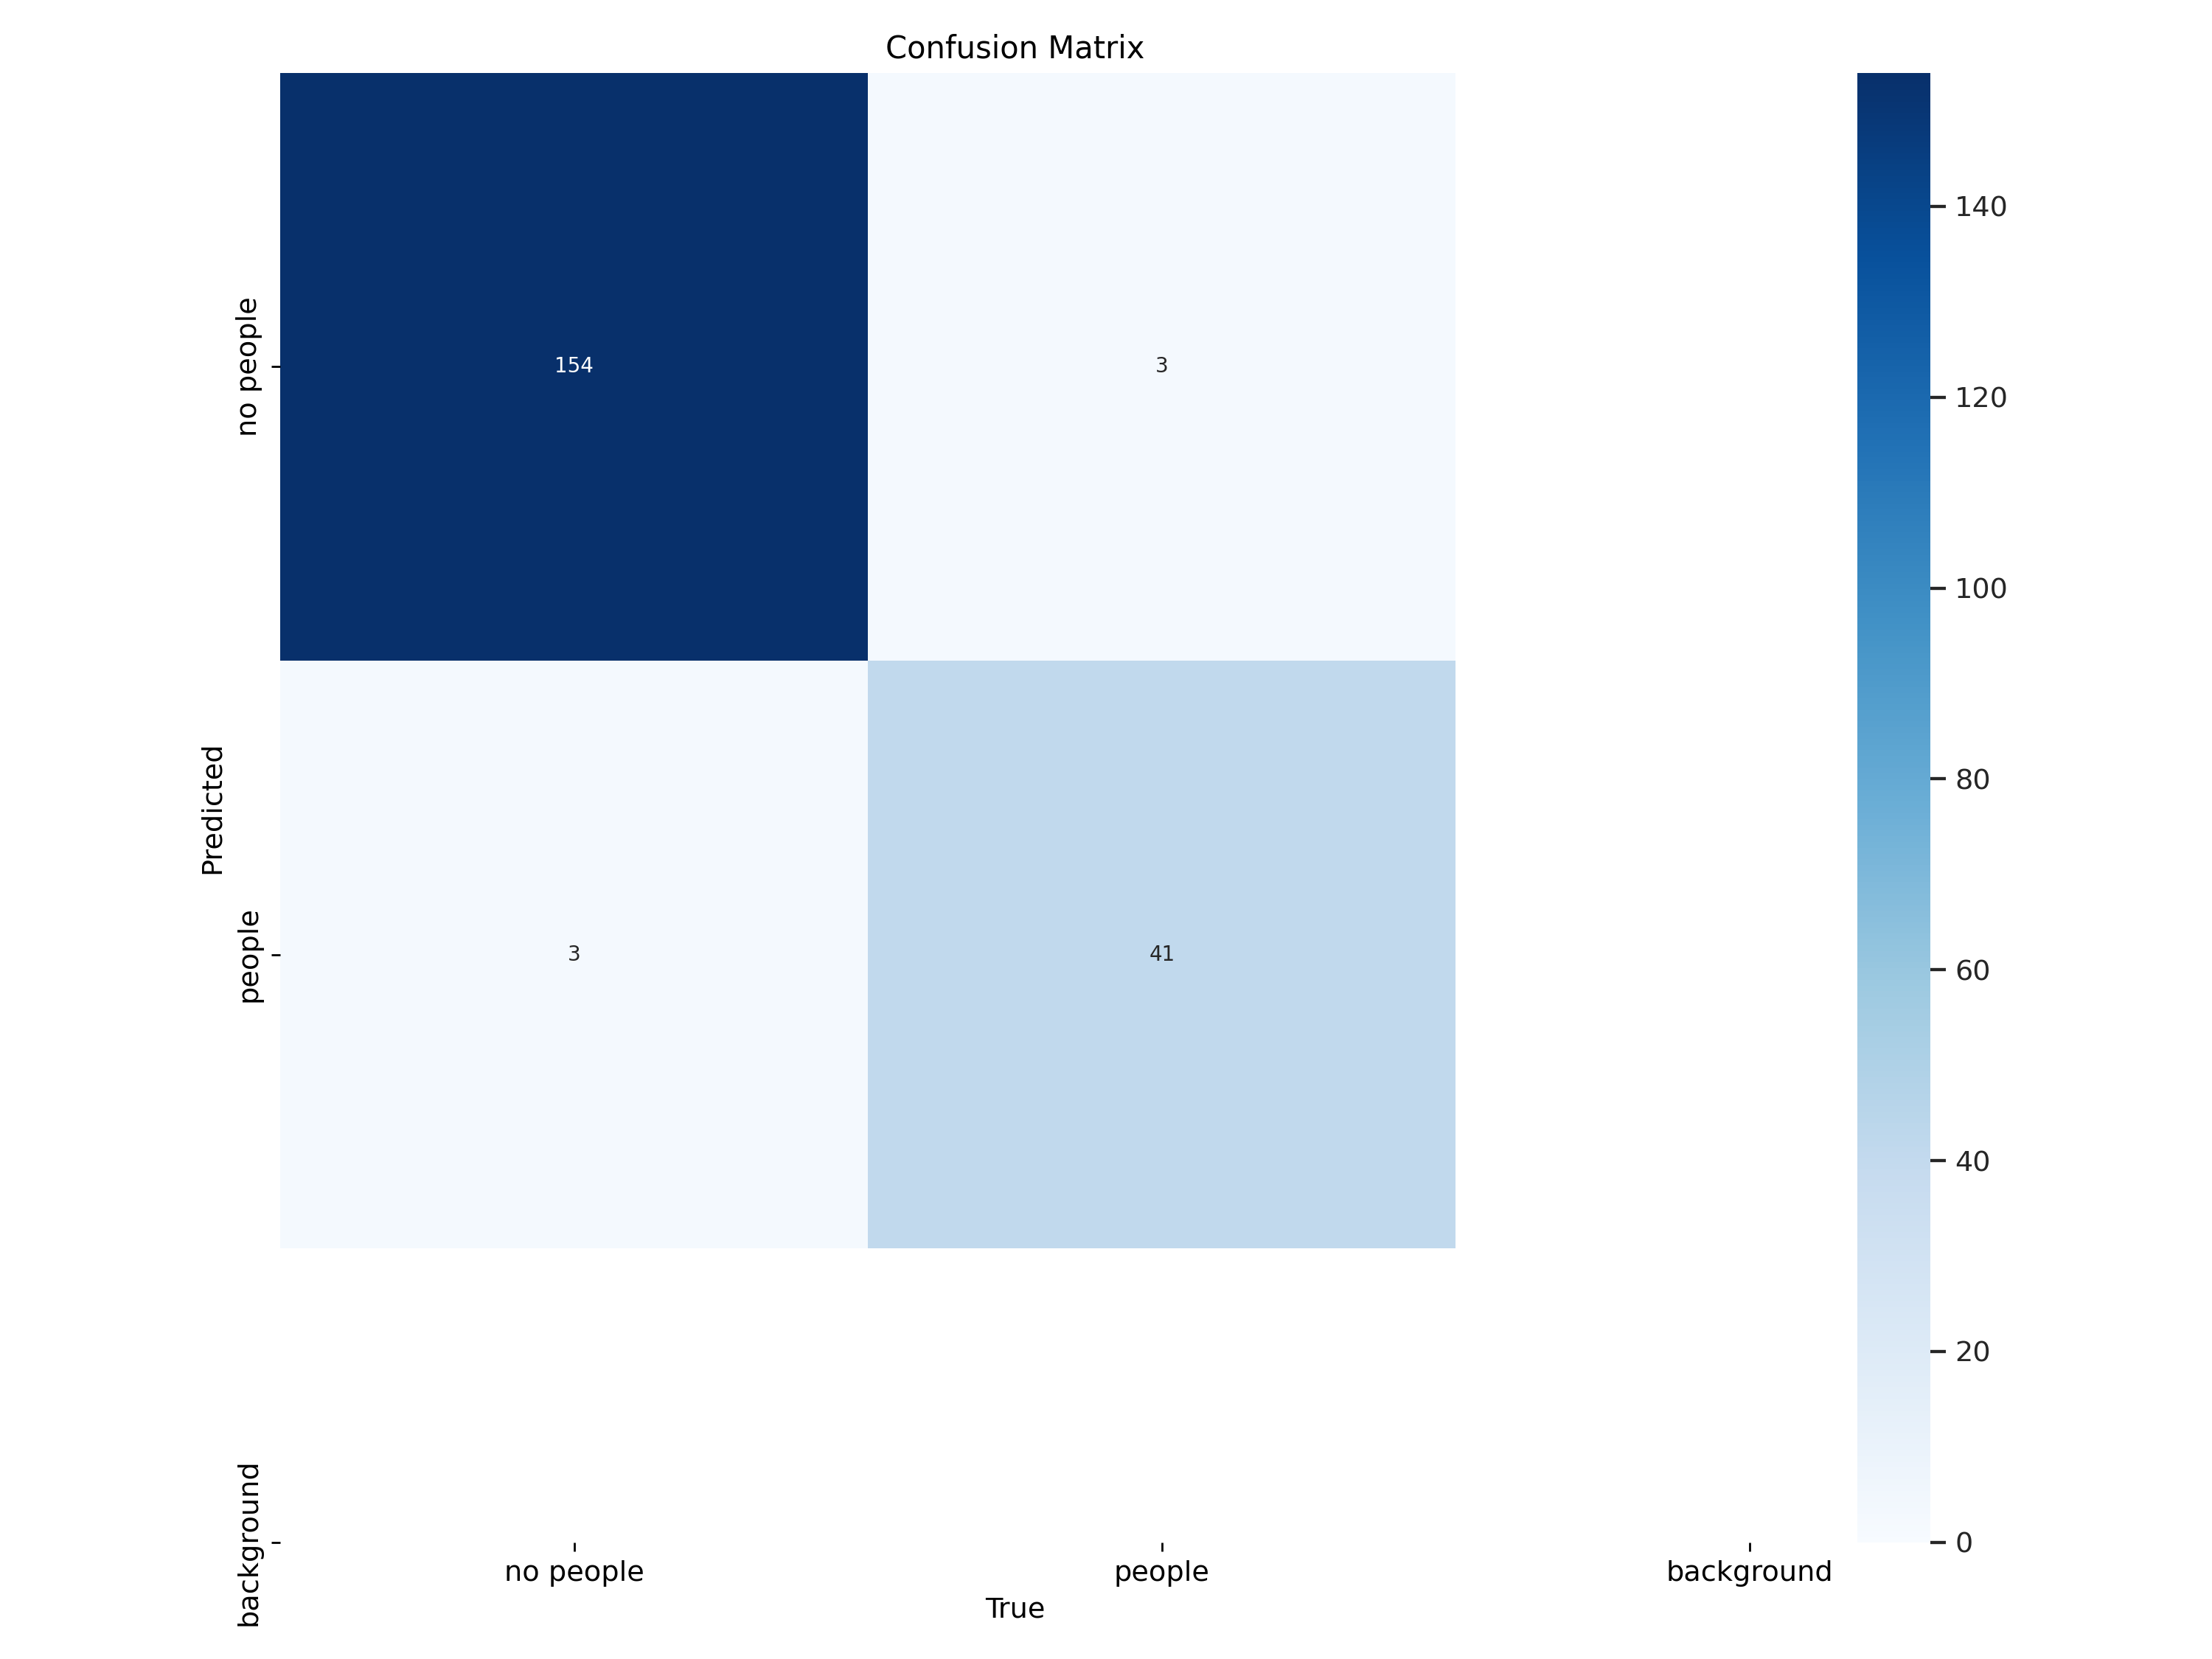 Confusion Matrix
no people
154
3
people
3
41
background
Predicted
no people
people
background
True
140
120
100
80
60
40
20
0